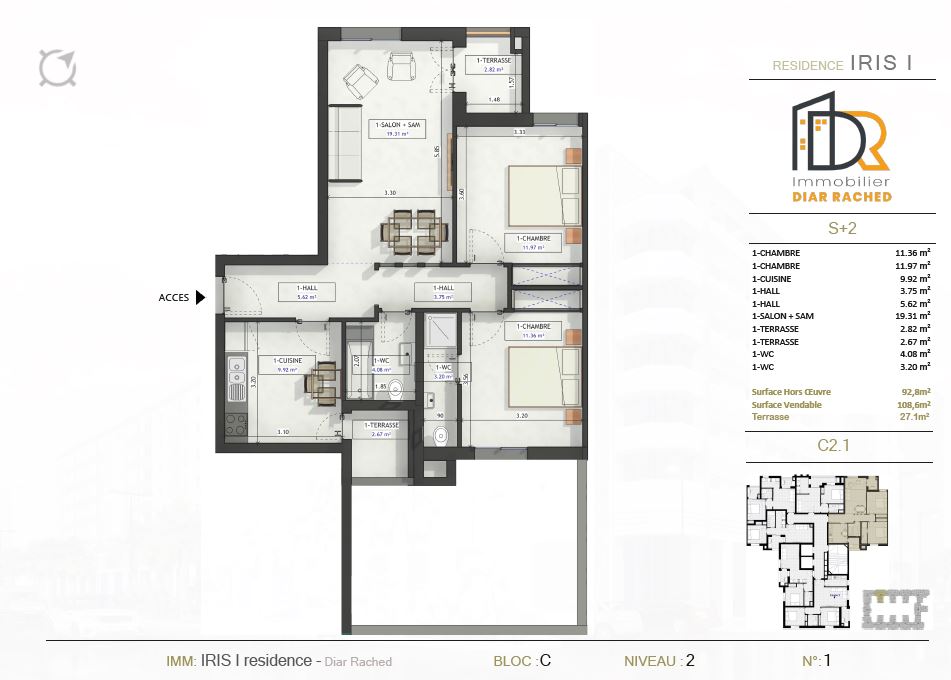 1-TERRASSE
2.82 m²
1.57
1.48
1-SALON + SAM
19.31 m²
5.85
3.30
3.33
3.60
1-CHAMBRE
11.97 m²
ACCES
1-HALL
5.62 m²
1-HALL
3.75 m²
1-CUISINE
9.92 m²
3.20
3.10
2.07
1-WC
4.08 m²
1.85
1-WC
3.20 m²
3.56
90
1-CHAMBRE
11.36 m²
3.20
1-TERRASSE
2.67 m²
RESIDENCE IRIS I
DR
Immobilier
DIAR RACHED
S+2
1-CHAMBRE 11.36 m²
1-CHAMBRE 11.97 m²
1-CUISINE 9.92 m²
1-HALL 3.75 m²
1-HALL 5.62 m²
1-SALON + SAM 19.31 m²
1-TERRASSE 2.82 m²
1-TERRASSE 2.67 m²
1-WC 4.08 m²
1-WC 3.20 m²
Surface Hors Œuvre 92,8m²
Surface Vendable 108,6m²
Terrasse 27.1m²
C2.1
IMM: IRIS I residence - Diar Rached BLOC :C NIVEAU :2 N°:1